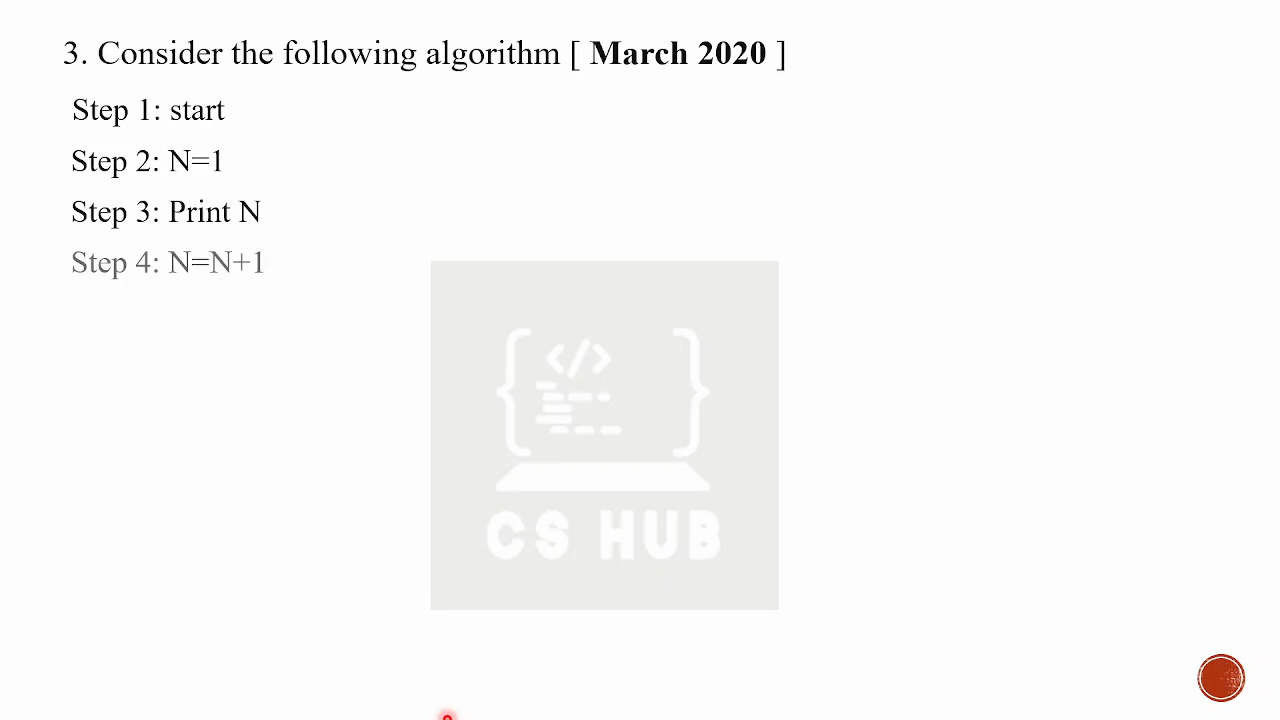 3. Consider the following algorithm [ March 2020 ]
Step 1: start
Step 2: N=1
Step 3: Print N
Step 4: N=N+1
</>
CS HUB